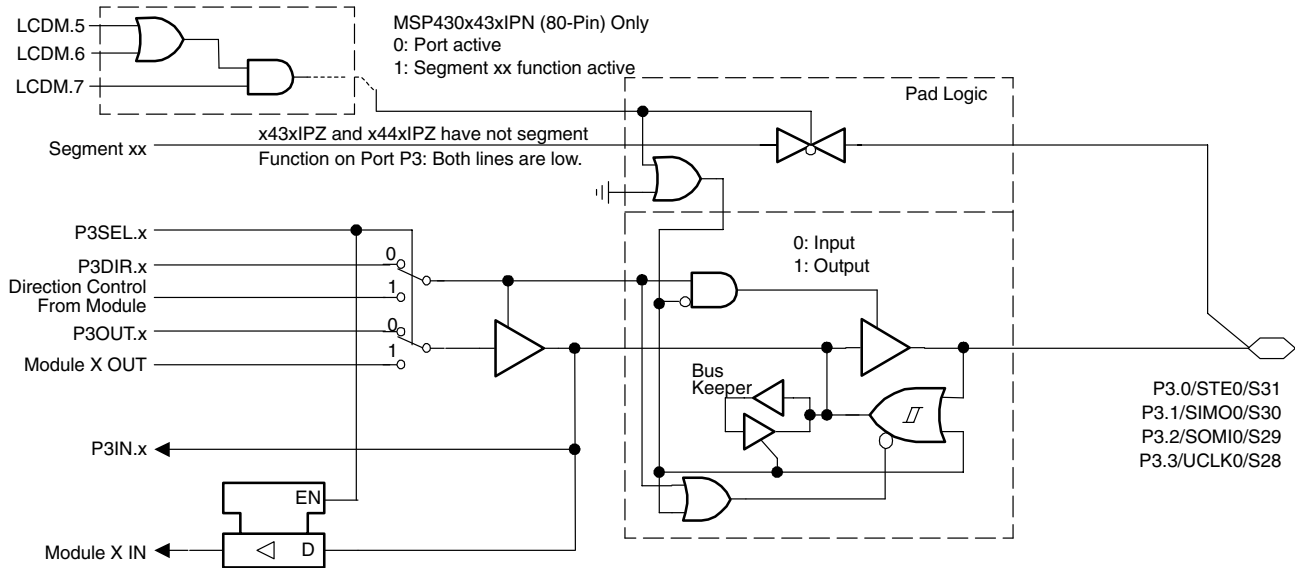 LCDM.5
LCDM.6
LCDM.7
MSP430x43xIPN (80-Pin) Only
0: Port active
1: Segment xx function active
Pad Logic
x43xIPZ and x44xIPZ have not segment
Function on Port P3: Both lines are low.
Segment xx
P3SEL.x
P3DIR.x
Direction Control
From Module
P3OUT.x
Module X OUT
0
1
0
1
0: Input
1: Output
Bus
Keeper
P3.0/STE0/S31
P3.1/SIMO0/S30
P3.2/SOMI0/S29
P3.3/UCLK0/S28
P3IN.x
EN
D
Module X IN